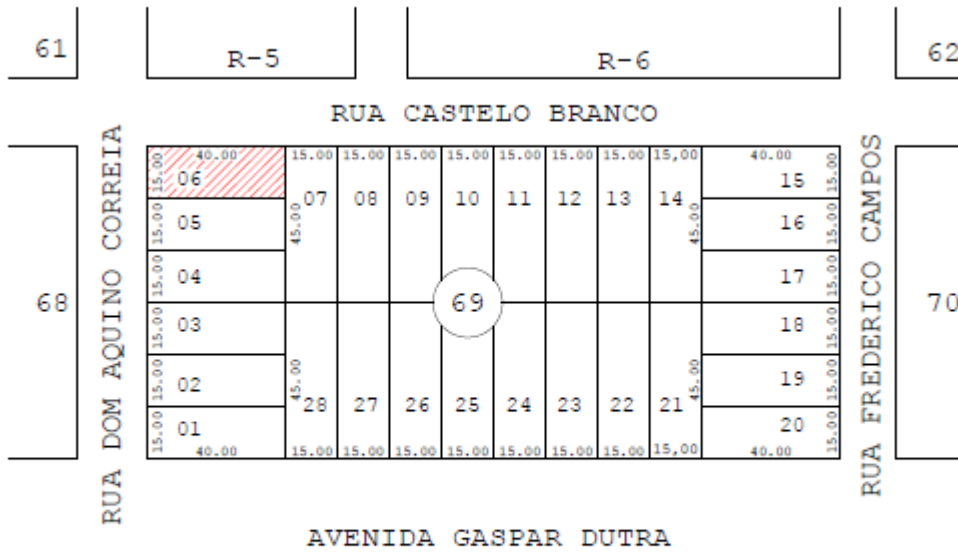 61
R-5
R-6
62
RUA CASTELO BRANCO
40.00 15.00 15.00 15.00 15.00 15.00 15.00 15.00 15,00 40.00
15.00 06 07 08 09 10 11 12 13 14 15 15.00
15.00 05 45.00 45.00 16 15.00
15.00 04 17 15.00
68 RUA DOM AQUINO CORREIA 69 RUA FREDERICO CAMPOS 70
15.00 03 18 15.00
15.00 02 45.00 45.00 19 15.00
28 27 26 25 24 23 22 21
15.00 01 20 15.00
40.00 15.00 15.00 15.00 15.00 15.00 15.00 15.00 15,00 40.00
AVENIDA GASPAR DUTRA